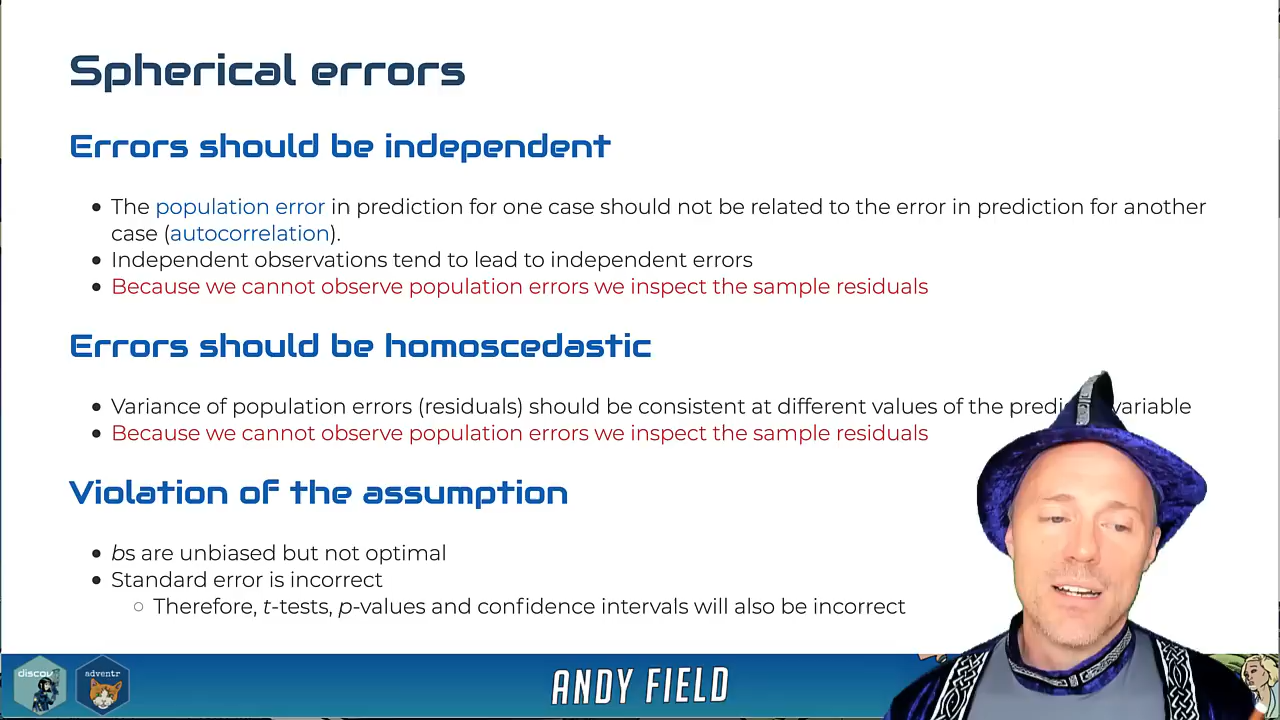 Spherical errors
Errors should be independent
The population error in prediction for one case should not be related to the error in prediction for another
case (autocorrelation).
Independent observations tend to lead to independent errors
Because we cannot observe population errors we inspect the sample residuals
Errors should be homoscedastic
Variance of population errors (residuals) should be consistent at different values of the variable
Because we cannot observe population errors we inspect the sample residuals
Violation of the assumption
bs are unbiased but not optimal
Standard error is incorrect
Therefore, t-tests, p-values and confidence intervals will also be incorrect
discovr adventr
ANDY FIELD